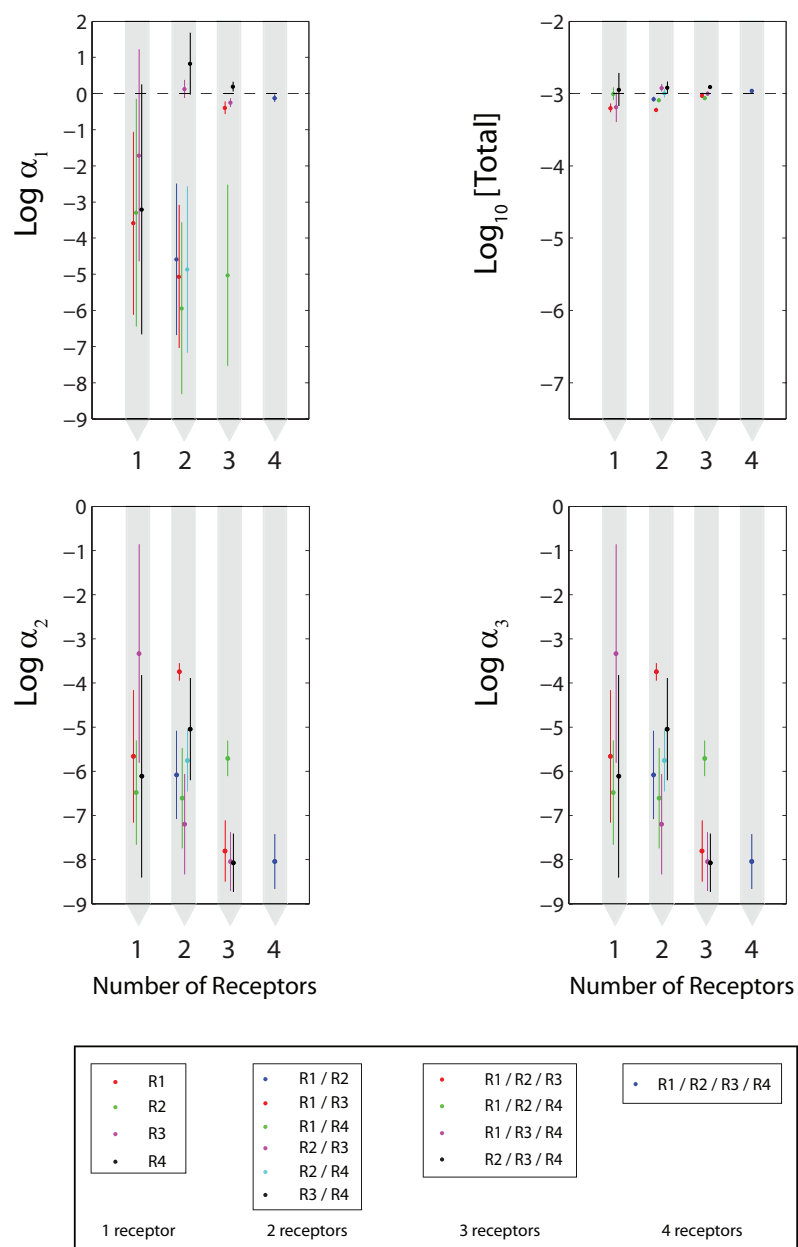 2
1
0
−1
−2
−3
−4
−5
−6
−7
−8
−9
Log α1
1 2 3 4
−2
−3
−4
−5
−6
−7
Log10 [Total]
1 2 3 4
0
−1
−2
−3
−4
−5
−6
−7
−8
−9
Log α2
1 2 3 4
Number of Receptors
0
−1
−2
−3
−4
−5
−6
−7
−8
−9
Log α3
1 2 3 4
Number of Receptors
R1
R2
R3
R4
1 receptor
R1 / R2
R1 / R3
R1 / R4
R2 / R3
R2 / R4
R3 / R4
2 receptors
R1 / R2 / R3
R1 / R2 / R4
R1 / R3 / R4
R2 / R3 / R4
3 receptors
R1 / R2 / R3 / R4
4 receptors